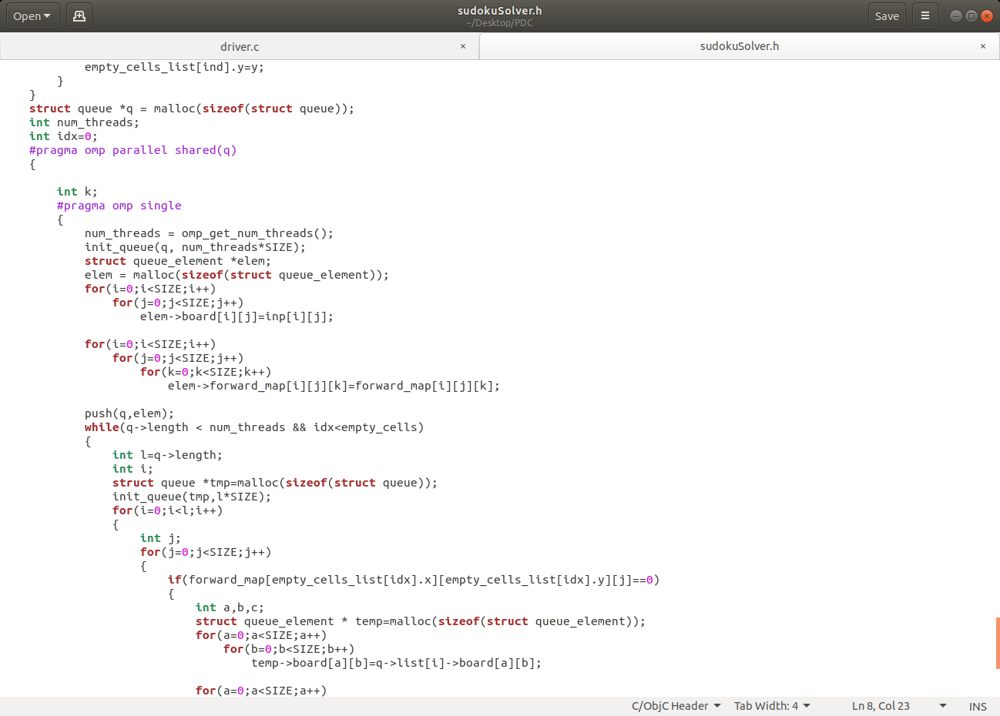 Open
sudokuSolver.h
~/Desktop/PDC
Save
driver.c ×
sudokuSolver.h ×
empty_cells_list[ind].y=y;
}
}
struct queue *q = malloc(sizeof(struct queue));
int num_threads;
int idx=0;
#pragma omp parallel shared(q)
{
int k;
#pragma omp single
{
num_threads = omp_get_num_threads();
init_queue(q, num_threads*SIZE);
struct queue_element *elem;
elem = malloc(sizeof(struct queue_element));
for(i=0;i<SIZE;i++)
for(j=0;j<SIZE;j++)
elem->board[i][j]=inp[i][j];
for(i=0;i<SIZE;i++)
for(j=0;j<SIZE;j++)
for(k=0;k<SIZE;k++)
elem->forward_map[i][j][k]=forward_map[i][j][k];
push(q,elem);
while(q->length < num_threads && idx<empty_cells)
{
int l=q->length;
int i;
struct queue *tmp=malloc(sizeof(struct queue));
init_queue(tmp,l*SIZE);
for(i=0;i<l;i++)
{
int j;
for(j=0;j<SIZE;j++)
{
if(forward_map[empty_cells_list[idx].x][empty_cells_list[idx].y][j]==0)
{
int a,b,c;
struct queue_element * temp=malloc(sizeof(struct queue_element));
for(a=0;a<SIZE;a++)
for(b=0;b<SIZE;b++)
temp->board[a][b]=q->list[i]->board[a][b];
for(a=0;a<SIZE;a++)
C/ObjC Header Tab Width: 4 Ln 8, Col 23 INS